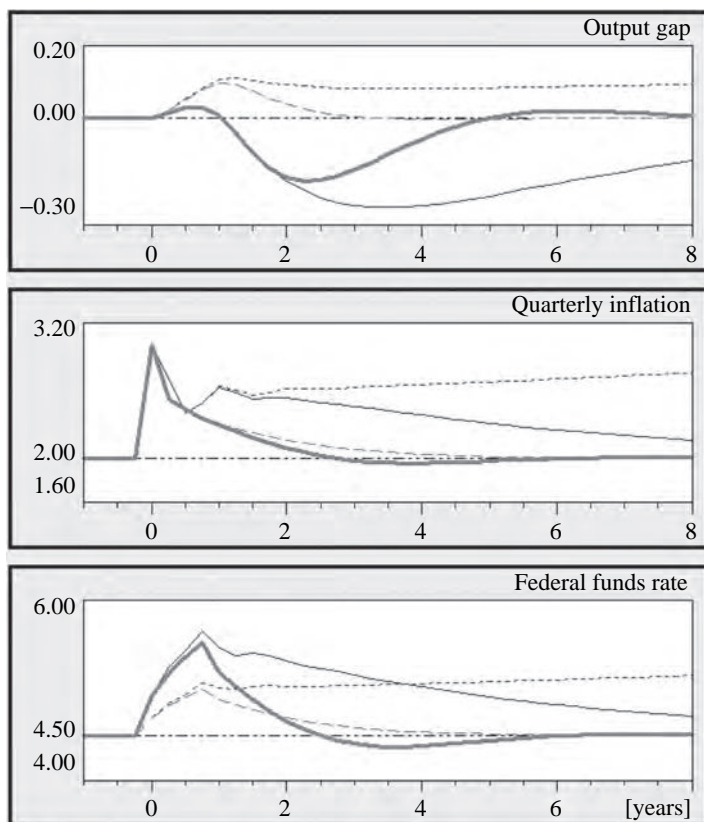 Output gap
0.20
0.00
−0.30
0 2 4 6 8
Quarterly inflation
3.20
2.00
1.60
0 2 4 6 8
Federal funds rate
6.00
4.50
4.00
0 2 4 6 [years]